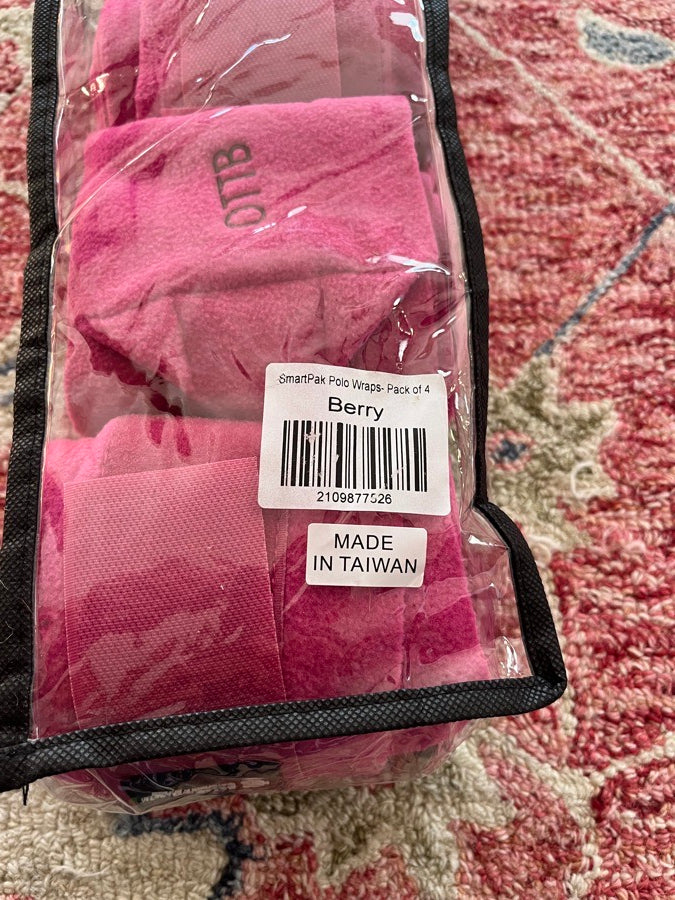 OTTB
SmartPak Polo Wraps- Pack of 4
Berry
2109877526
MADE
IN TAIWAN